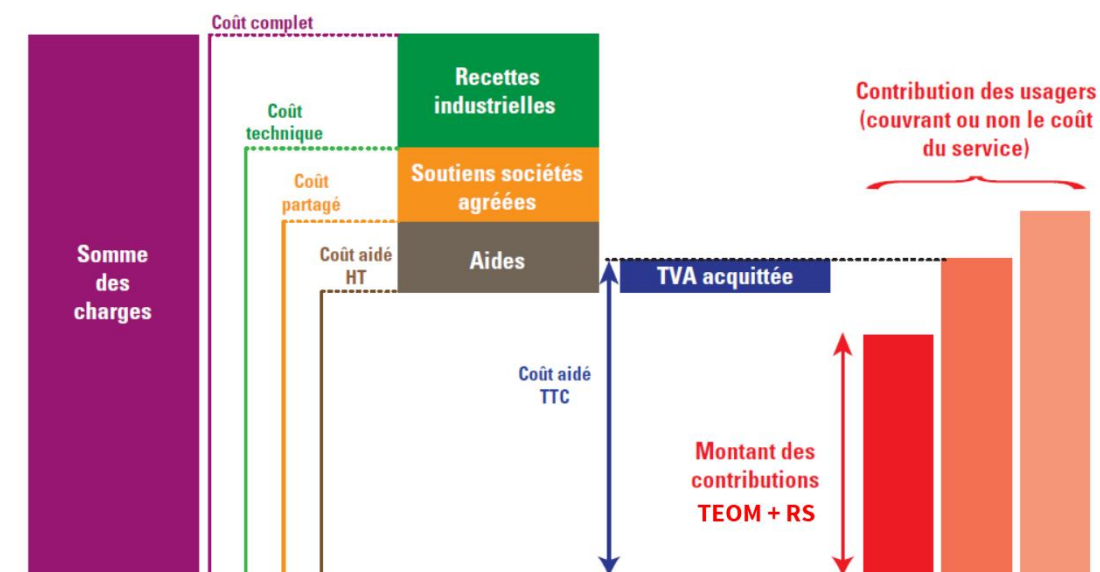 Coût complet
Somme
des
charges
Coût
technique
Coût
partagé
Coût aidé
HT
Recettes
industrielles
Soutiens sociétés
agréées
Aides
Coût aidé
TTC
TVA acquittée
Contribution des usagers
(couvrant ou non le coût
du service)
Montant des
contributions
TEOM + RS